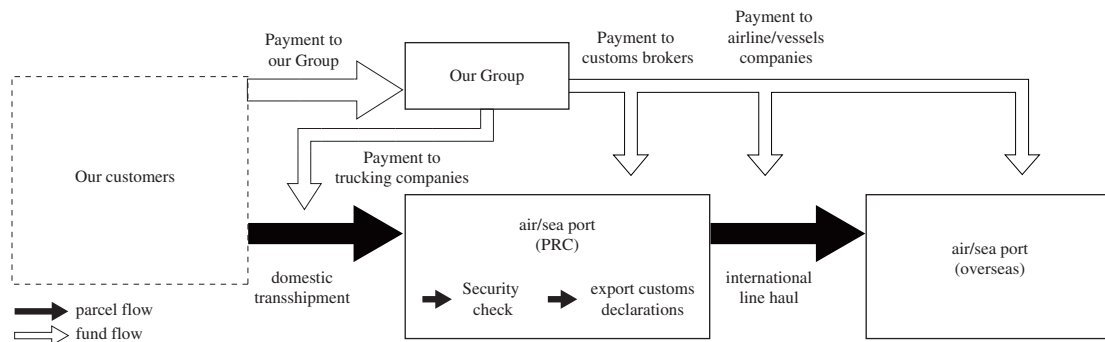 Payment to
our Group
Our Group
Payment to
customs brokers
Payment to
airline/vessels
companies
Our customers
Payment to
trucking companies
domestic
transshipment
air/sea port
(PRC)
Security
check
export customs
declarations
international
line haul
air/sea port
(overseas)
parcel flow
fund flow